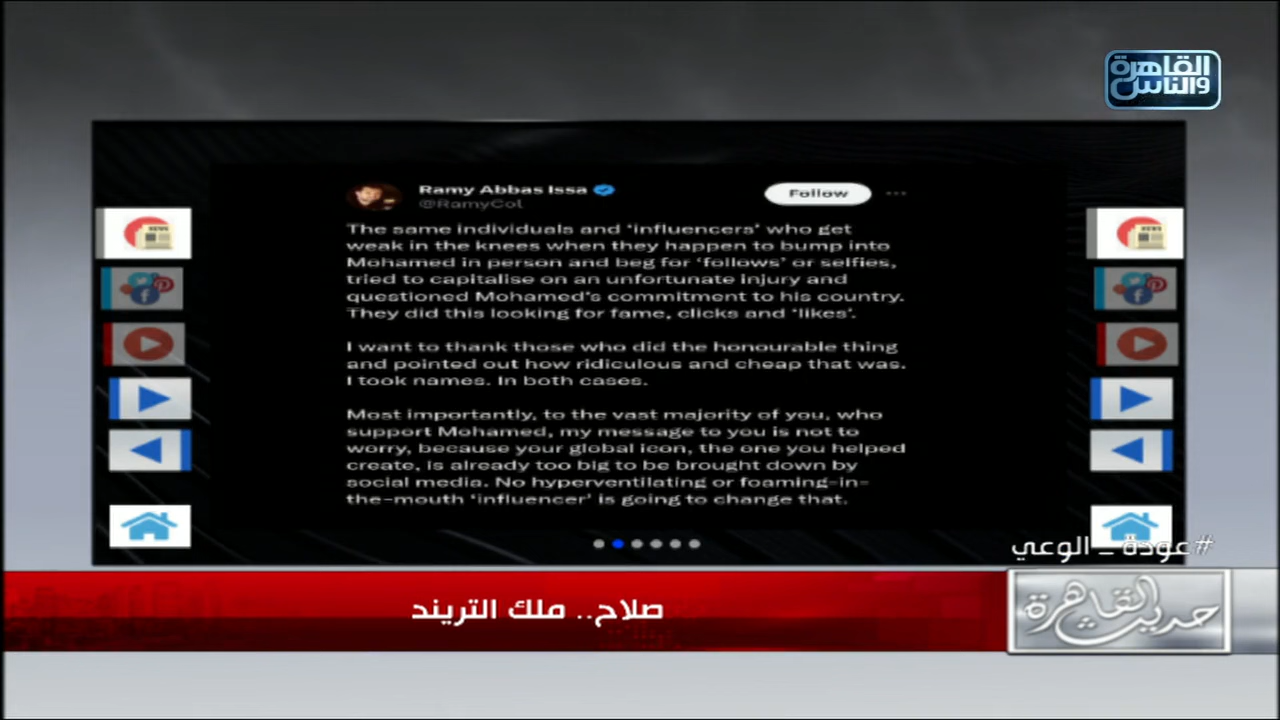 القاهرة
والناس
Ramy Abbas Issa
Follow
@RamyCol
The same individuals and ‘influencers’ who get
weak in the knees when they happen to bump into
Mohamed in person and beg for ‘follows’ or selfies,
tried to capitalise on an unfortunate injury and
questioned Mohamed's commitment to his country.
They did this looking for fame, clicks and ‘likes’.
I want to thank those who did the honourable thing
and pointed out how ridiculous and cheap that was.
I took names. In both cases.
Most importantly, to the vast majority of you, who
support Mohamed, my message to you is not to
worry, because your global icon, the one you helped
create, is already too big to be brought down by
social media. No hyperventilating or foaming-in-
the-mouth ‘influencer’ is going to change that.
NEWS
NEWS
#عودة_الوعي
صلاح.. ملك التريند
حديث القاهرة